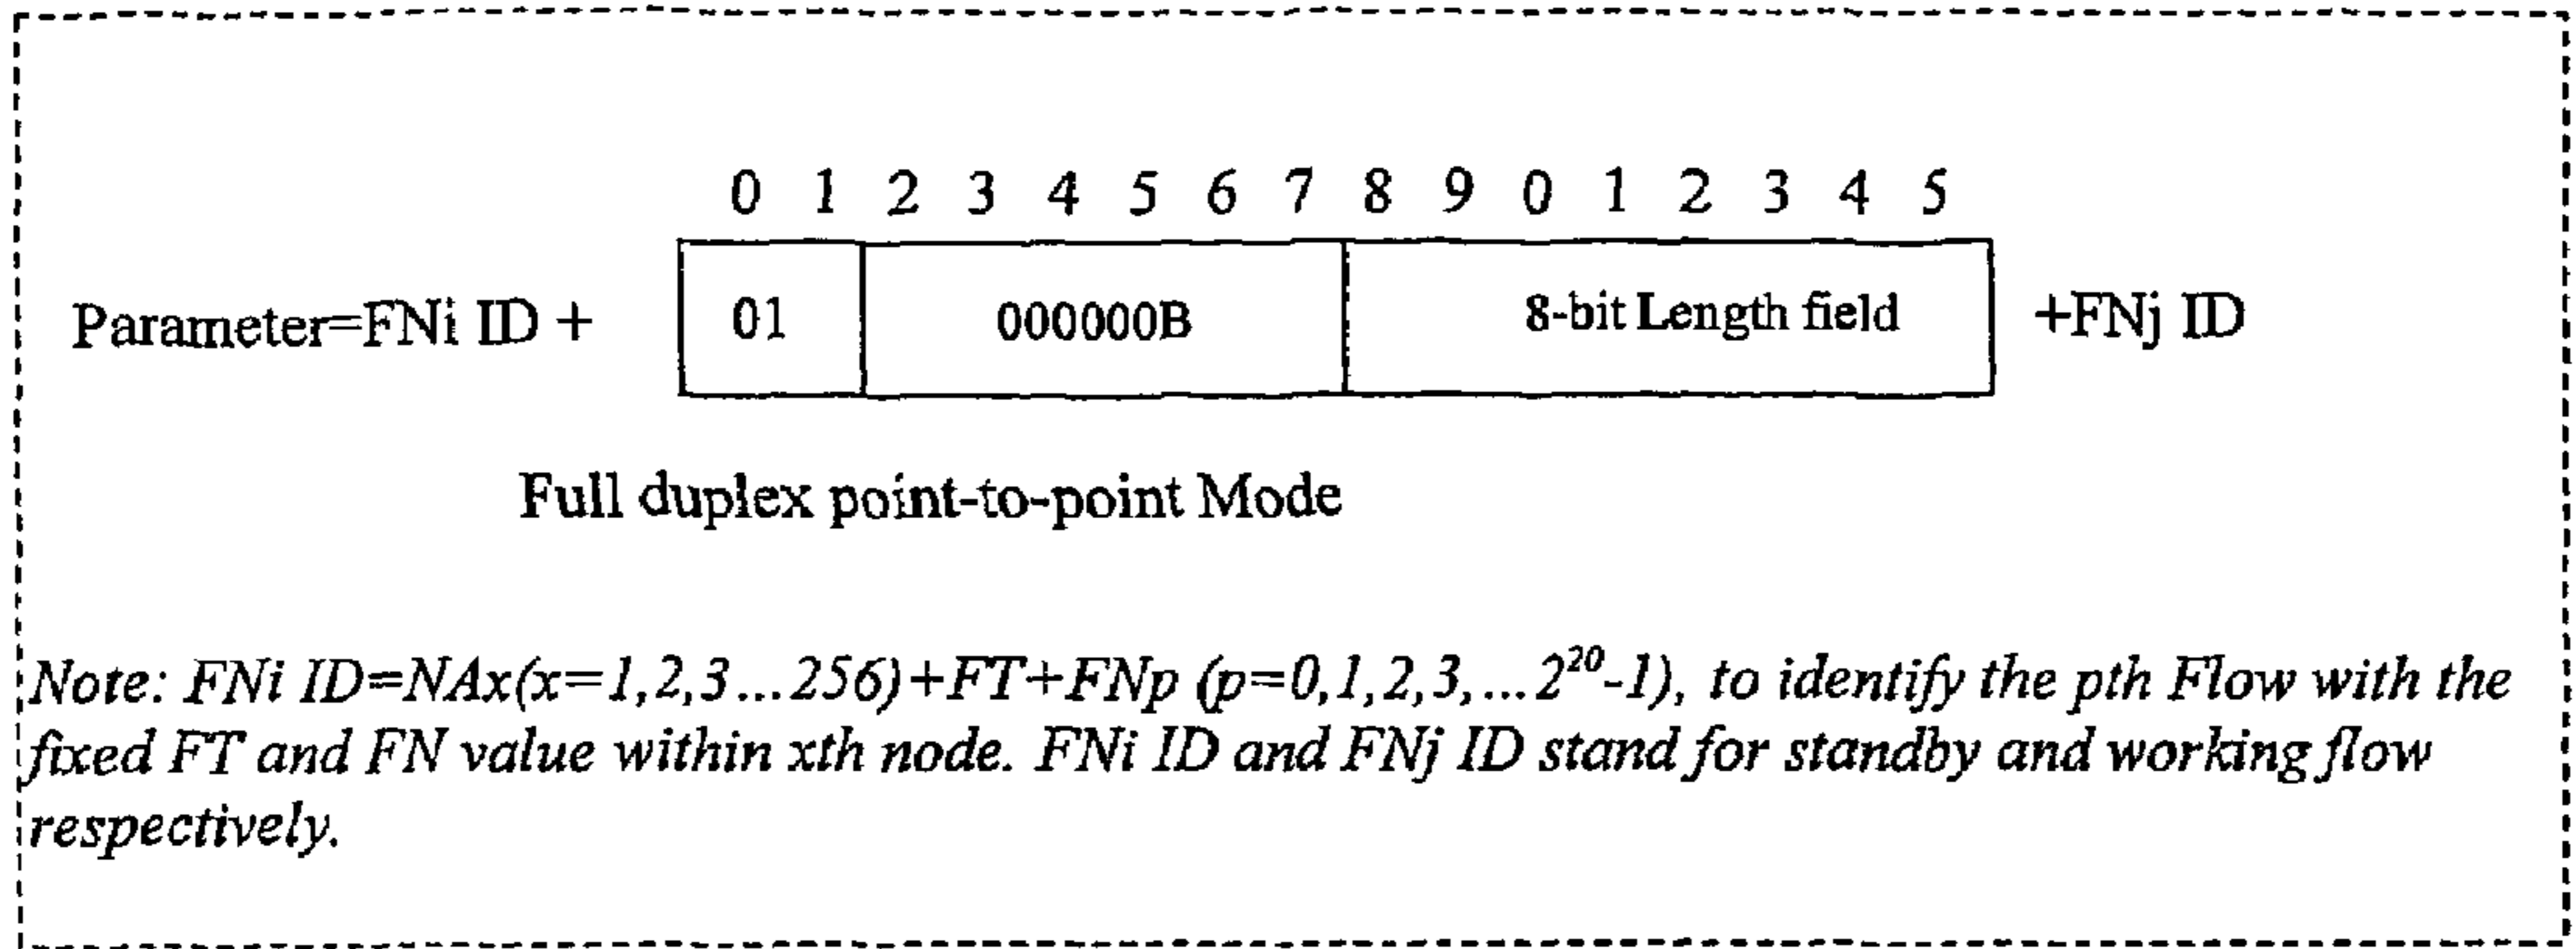 0 1 2 3 4 5 6 7 8 9 0 1 2 3 4 5
Parameter=FNi ID + 01 000000B 8-bit Length field +FNj ID
Full duplex point-to-point Mode
Note: FNi ID=NAx(x=1,2,3...256)+FT+FNp (p=0,1,2,3,...2²⁰-1), to identify the pth Flow with the
fixed FT and FN value within xth node. FNi ID and FNj ID stand for standby and working flow
respectively.